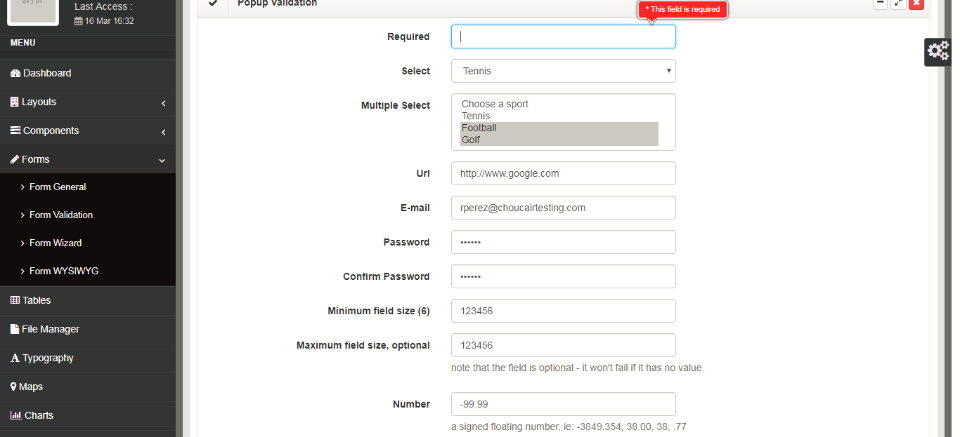 Last Access :
16 Mar 16:32
MENU
Dashboard
Layouts
Components
Forms
Form General
Form Validation
Form Wizard
Form WYSIWYG
Tables
File Manager
Typography
Maps
Charts
Popup Validation
* This field is required
Required
Select Tennis
Multiple Select Choose a sport
Tennis
Football
Golf
Url http://www.google.com
E-mail rperez@choucairtesting.com
Password ••••••
Confirm Password ••••••
Minimum field size (6) 123456
Maximum field size, optional 123456
note that the field is optional - it won't fail if it has no value
Number -99.99
a signed floating number, ie: -3849.354, 38.00, 38, .77